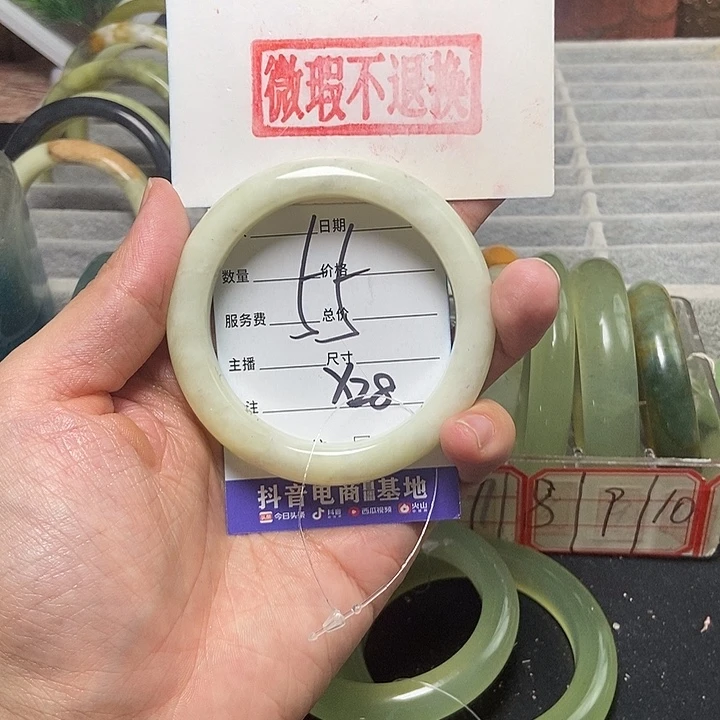 微瑕不退换
日期
数量 价格
服务费 总价
主播 尺寸
X28
注
抖音电商直播基地
今日头条 抖音 西瓜视频 火山
8 9 10